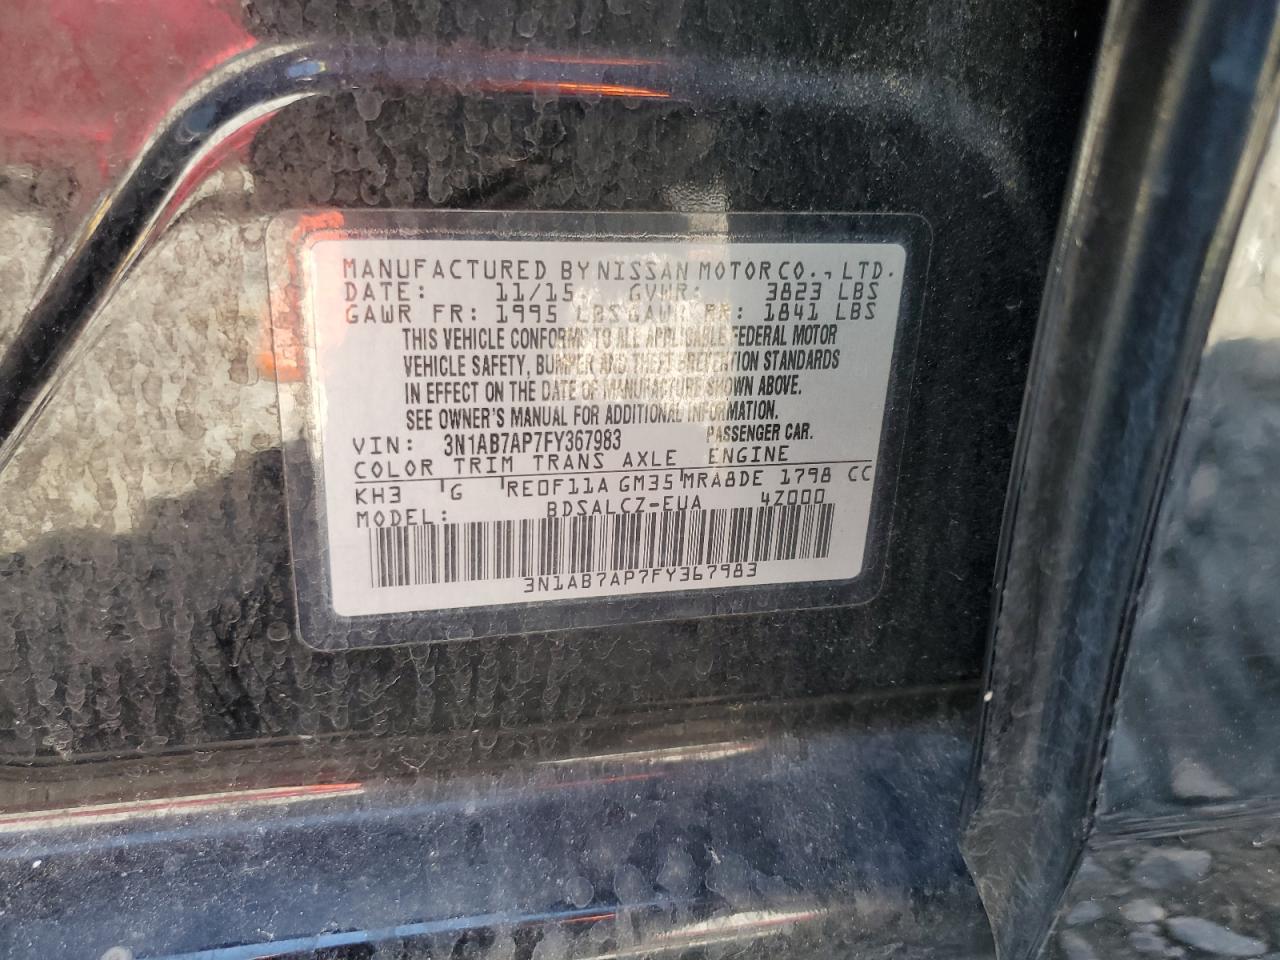 MANUFACTURED BY NISSAN MOTOR CO., LTD.
DATE: 11/15 GVWR: 3823 LBS
GAWR FR: 1995 LBS GAWR RR: 1841 LBS
THIS VEHICLE CONFORMS TO ALL APPLICABLE FEDERAL MOTOR
VEHICLE SAFETY, BUMPER AND THEFT PREVENTION STANDARDS
IN EFFECT ON THE DATE OF MANUFACTURE SHOWN ABOVE.
SEE OWNER'S MANUAL FOR ADDITIONAL INFORMATION.
VIN: 3N1AB7AP7FY367983 PASSENGER CAR.
COLOR TRIM TRANS AXLE ENGINE
KH3 G RE0F11A GM35 MRA8DE 1798 CC
MODEL: BDSALCZ-EUA 4Z000
3N1AB7AP7FY367983